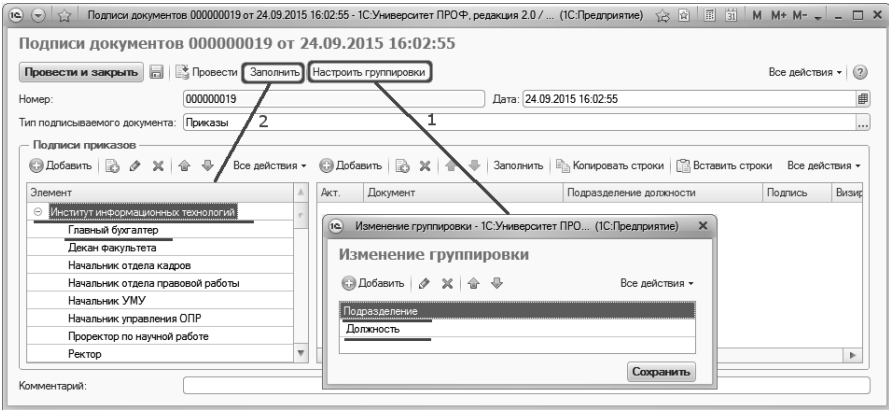 Подписи документов 000000019 от 24.09.2015 16:02:55 - 1С:Университет ПРОФ, редакция 2.0 / ... (1С:Предприятие) M M+ M-
Подписи документов 000000019 от 24.09.2015 16:02:55
Провести и закрыть Провести Заполнить Настроить группировки Все действия
Номер: 000000019 Дата: 24.09.2015 16:02:55
Тип подписываемого документа: Приказы ...
2 1
Подписи приказов
Добавить Все действия Добавить Заполнить Копировать строки Вставить строки Все действия
Элемент Акт. Документ Подразделение должности Подпись Визир
Институт информационных технологий
Главный бухгалтер
Декан факультета
Начальник отдела кадров
Начальник отдела правовой работы
Начальник УМУ
Начальник управления ОПР
Проректор по научной работе
Ректор
Изменение группировки - 1С:Университет ПРО... (1С:Предприятие)
Изменение группировки
Добавить Все действия
Подразделение
Должность
Сохранить
Комментарий: